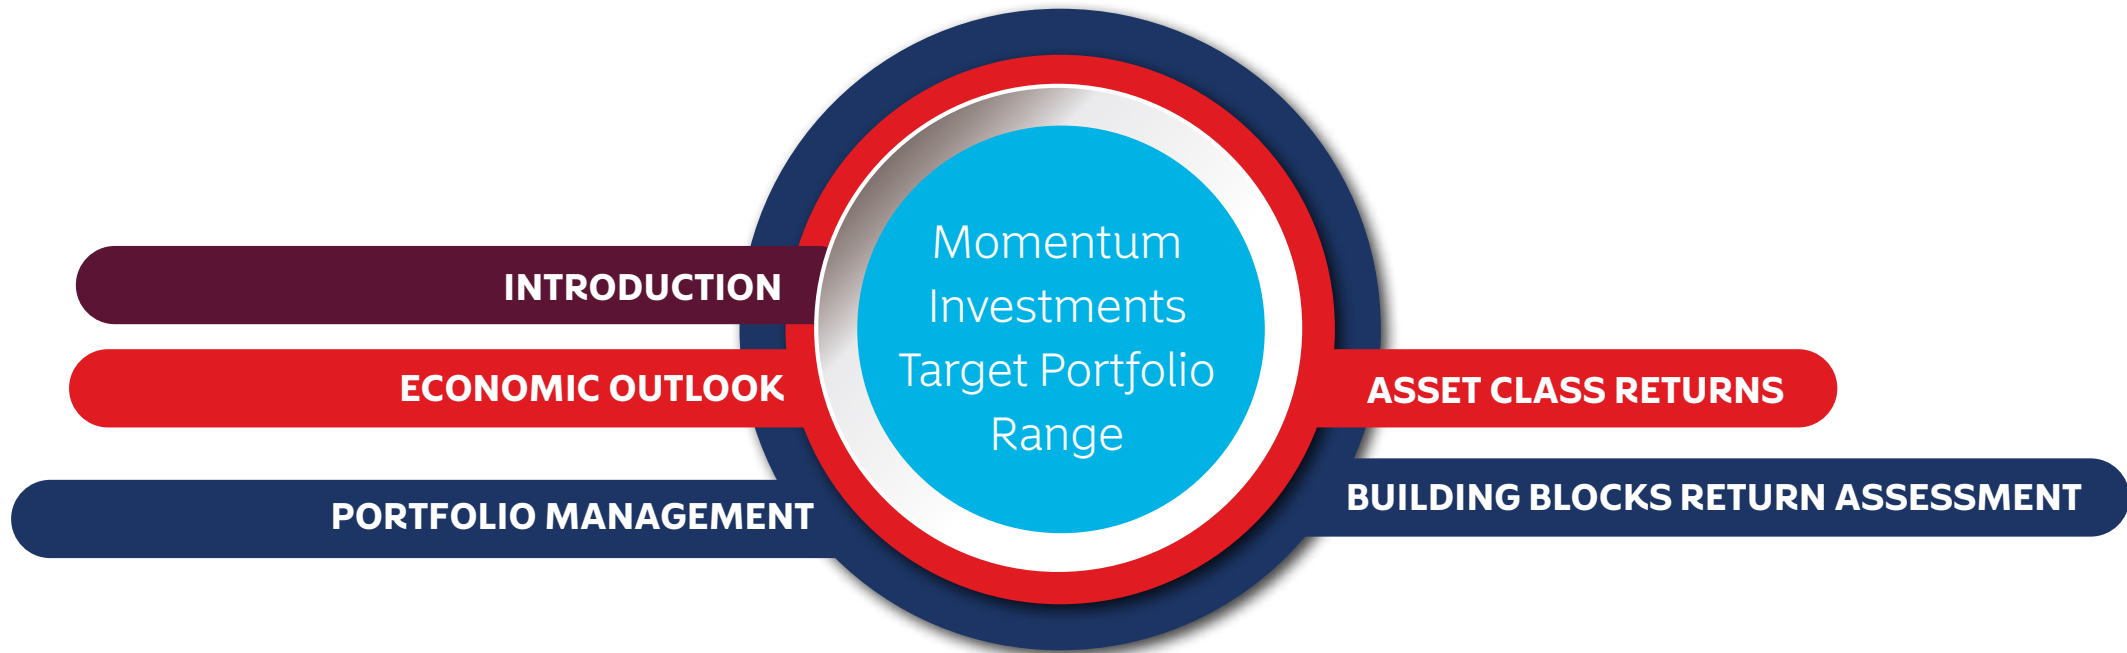 INTRODUCTION
ECONOMIC OUTLOOK
PORTFOLIO MANAGEMENT
Momentum
Investments
Target Portfolio
Range
ASSET CLASS RETURNS
BUILDING BLOCKS RETURN ASSESSMENT